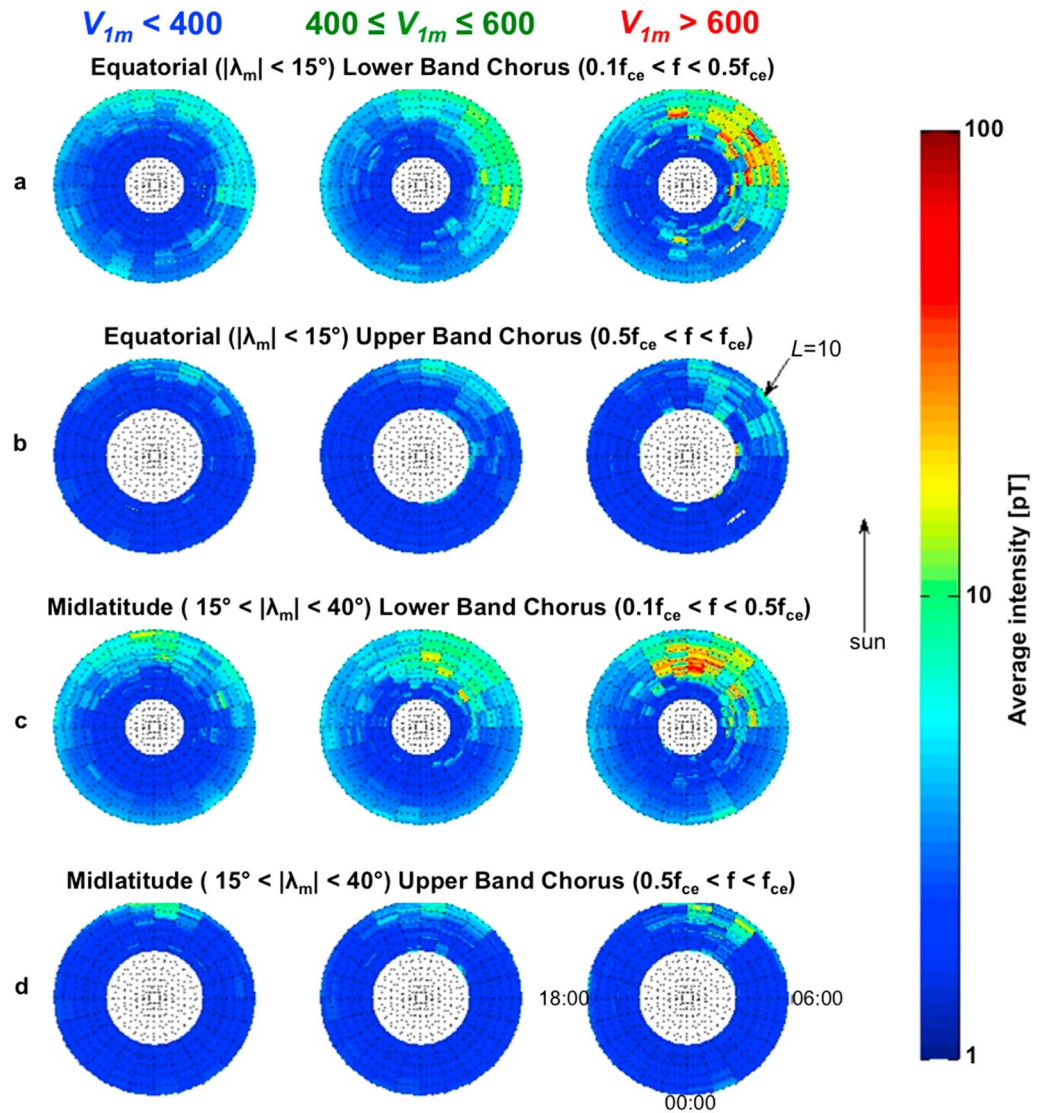 V1m < 400 400 ≤ V1m ≤ 600 V1m > 600
Equatorial (|λm| < 15°) Lower Band Chorus (0.1fce < f < 0.5fce)
100
a
Equatorial (|λm| < 15°) Upper Band Chorus (0.5fce < f < fce)
L=10
b
Average intensity [pT]
10
Midlatitude ( 15° < |λm| < 40°) Lower Band Chorus (0.1fce < f < 0.5fce)
sun
c
Midlatitude ( 15° < |λm| < 40°) Upper Band Chorus (0.5fce < f < fce)
d
18:00 06:00
1
00:00